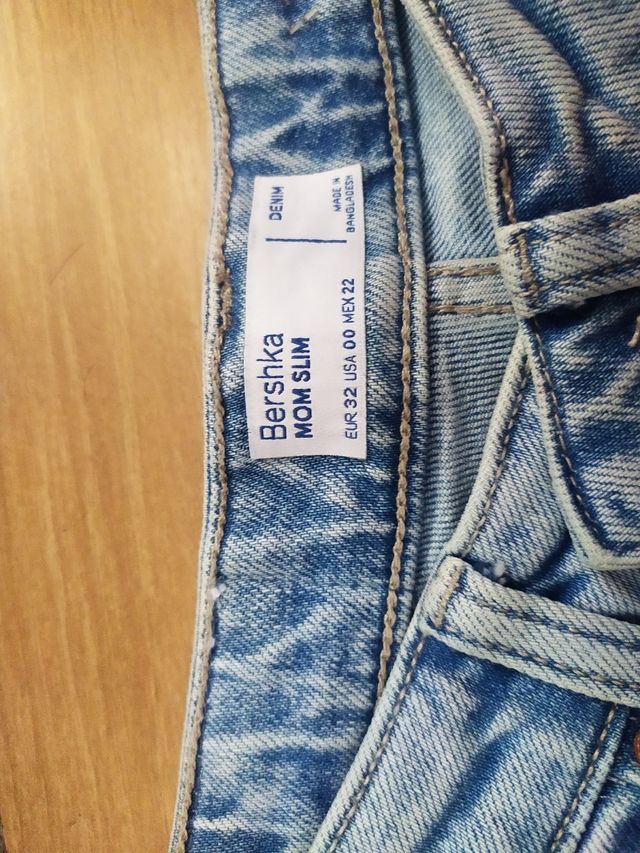 Bershka
MOM SLIM
EUR 32 USA 00 MEX 22
DENIM
MADE IN
BANGLADESH